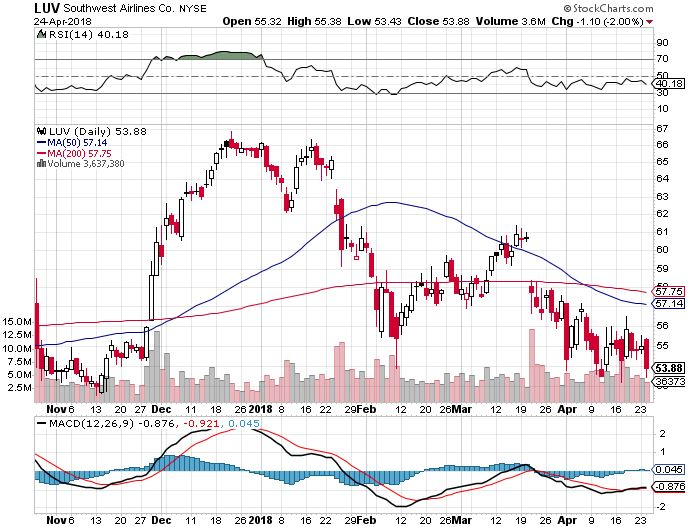 LUV Southwest Airlines Co. NYSE © StockCharts.com
24-Apr-2018 Open 55.32 High 55.38 Low 53.43 Close 53.88 Volume 3.6M Chg -1.10 (-2.00%)
RSI(14) 40.18
90
70
50
40.18
30
10
LUV (Daily) 53.88
MA(50) 57.14
MA(200) 57.75
Volume 3,637,380
67
66
65
64
63
62
61
60
59
58
57.75
57.14
56
55
53.88
36373
15.0M
12.5M
10.0M
7.5M
5.0M
2.5M
Nov 6 13 20 27 Dec 11 18 26 2018 8 16 22 29 Feb 12 20 26 Mar 12 19 26 Apr 9 16 23
MACD(12,26,9) -0.876, -0.921, 0.045
2
1
0.045
-0.876
-2
Nov 6 13 20 27 Dec 11 18 26 2018 8 16 22 29 Feb 12 20 26 Mar 12 19 26 Apr 9 16 23